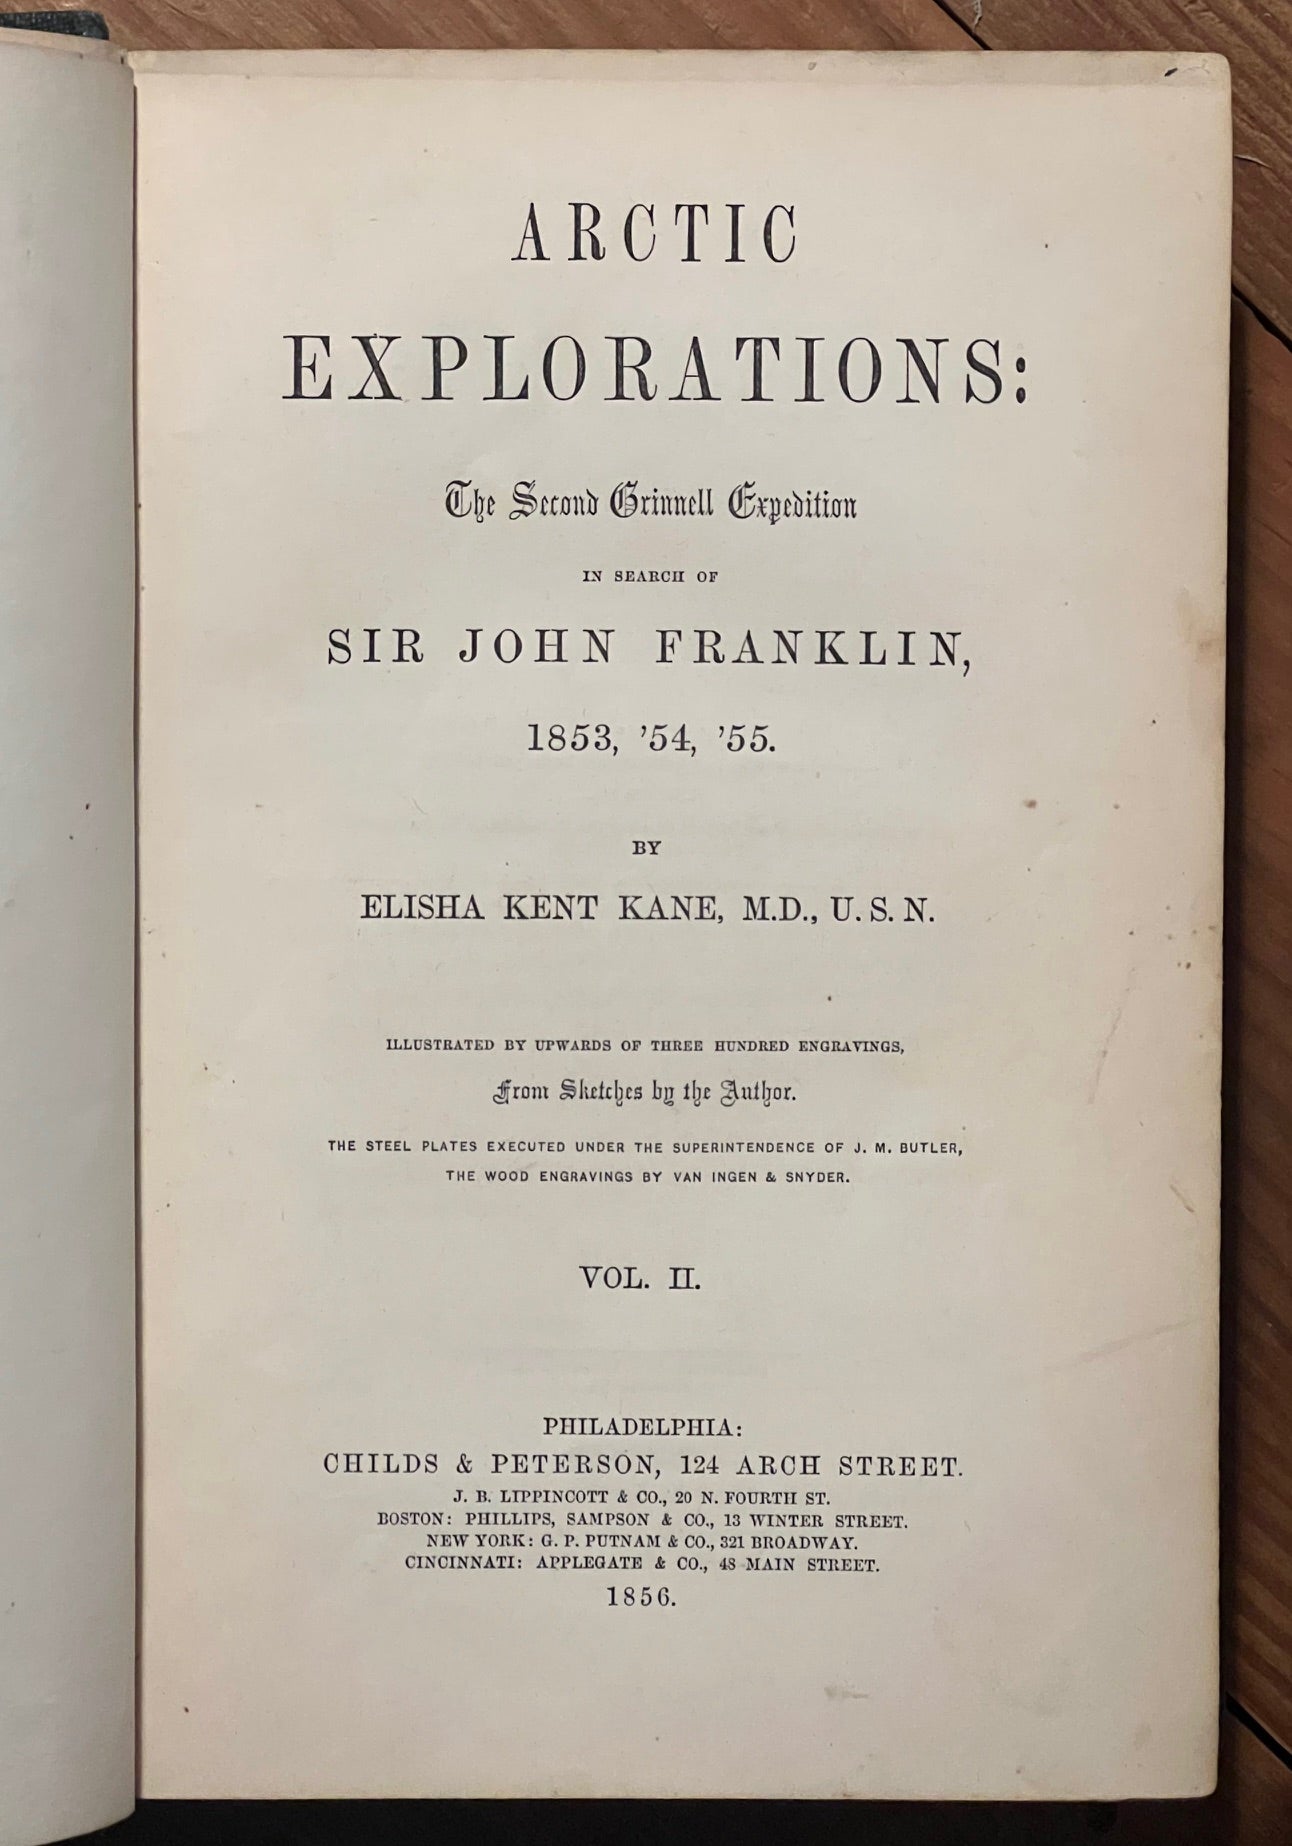 ARCTIC
EXPLORATIONS:
The Second Grinnell Expedition
IN SEARCH OF
SIR JOHN FRANKLIN,
1853, ’54, ’55.
BY
ELISHA KENT KANE, M.D., U. S. N.
ILLUSTRATED BY UPWARDS OF THREE HUNDRED ENGRAVINGS,
From Sketches by the Author.
THE STEEL PLATES EXECUTED UNDER THE SUPERINTENDENCE OF J. M. BUTLER,
THE WOOD ENGRAVINGS BY VAN INGEN & SNYDER.
VOL. II.
PHILADELPHIA:
CHILDS & PETERSON, 124 ARCH STREET.
J. B. LIPPINCOTT & CO., 20 N. FOURTH ST.
BOSTON: PHILLIPS, SAMPSON & CO., 13 WINTER STREET.
NEW YORK: G. P. PUTNAM & CO., 321 BROADWAY.
CINCINNATI: APPLEGATE & CO., 48 MAIN STREET.
1856.